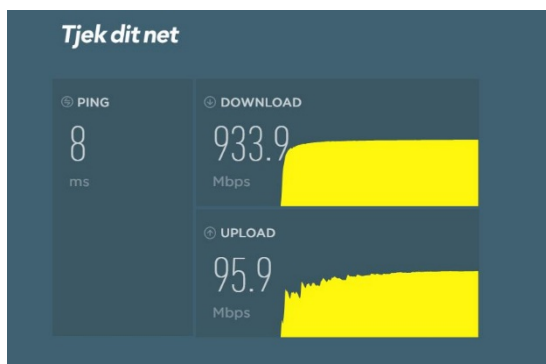 Tjek dit net
PING
8
ms
DOWNLOAD
933.9
Mbps
UPLOAD
95.9
Mbps